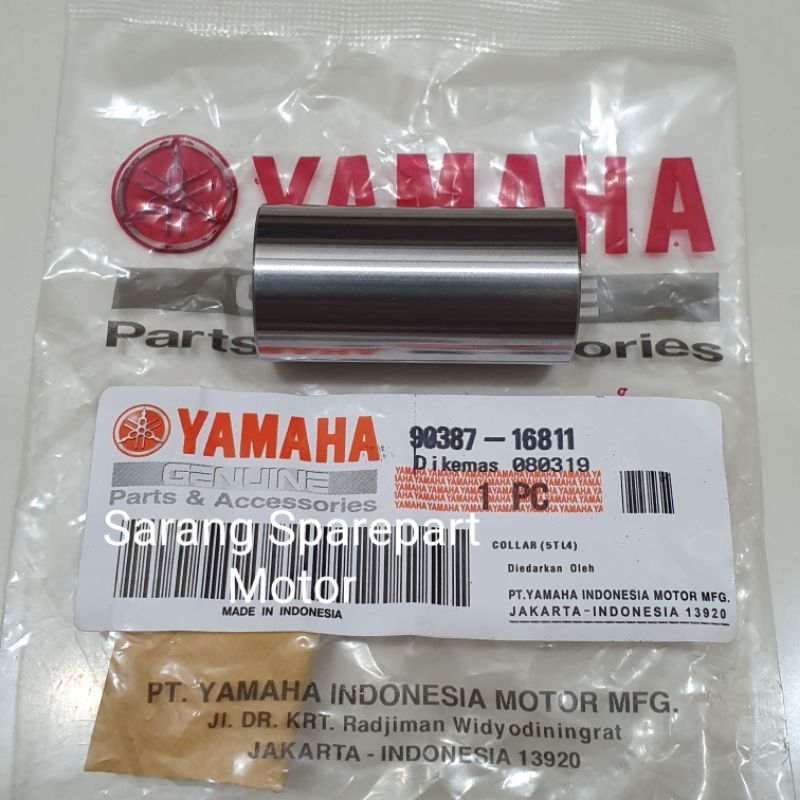 YAMAHA
Parts ories
YAMAHA
GENUINE
Parts & Accessories
90387-16811
Dikemas 080319
1 PC
COLLAR (5TL4)
Diedarkan Oleh
PT.YAMAHA INDONESIA MOTOR MFG.
JAKARTA-INDONESIA 13920
MADE IN INDONESIA
Sarang Sparepart
Motor
PT. YAMAHA INDONESIA MOTOR MFG.
Jl. DR. KRT. Radjiman Widyodiningrat
JAKARTA - INDONESIA 13920